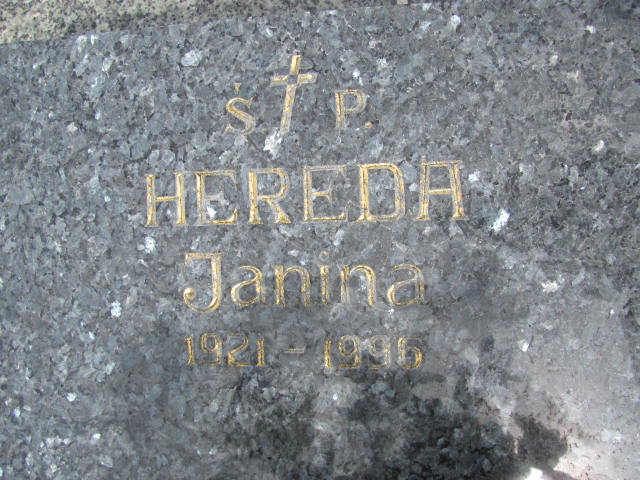 Ś † P.
HEREDA
Janina
1921 - 1996